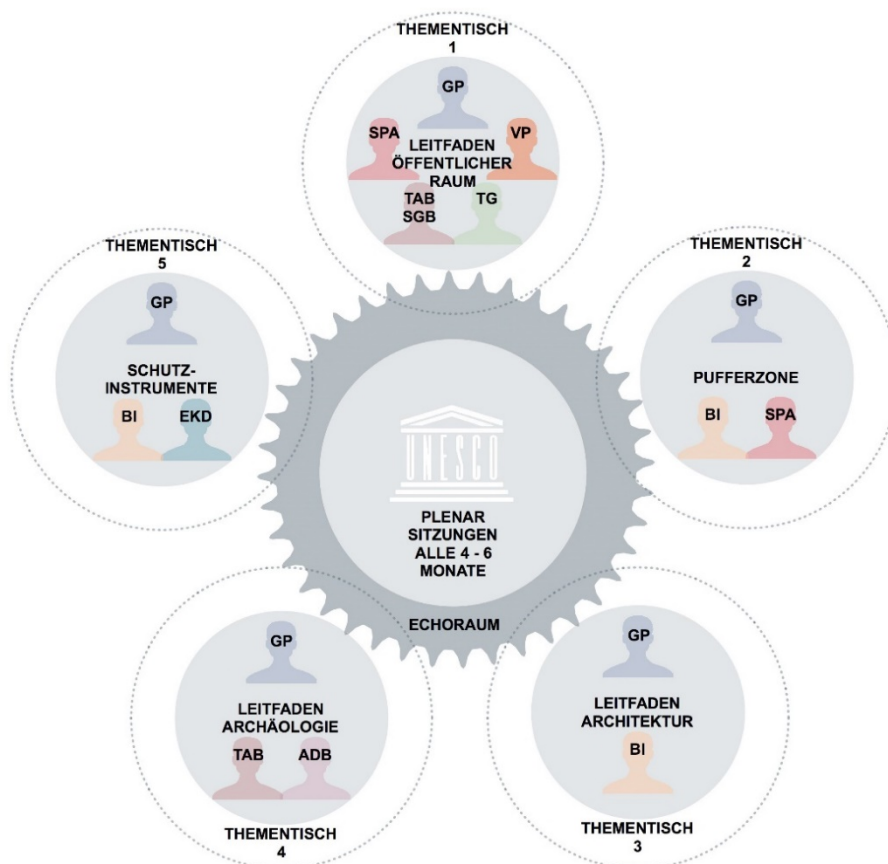 THEMENTISCH
1
GP
SPA
VP
LEITFADEN
ÖFFENTLICHER
RAUM
TAB
SGB
TG
THEMENTISCH
5
GP
SCHUTZ-
INSTRUMENTE
BI
EKD
THEMENTISCH
2
GP
PUFFERZONE
BI
SPA
UNESCO
PLENAR
SITZUNGEN
ALLE 4 - 6
MONATE
ECHORAUM
GP
LEITFADEN
ARCHÄOLOGIE
TAB
ADB
THEMENTISCH
4
GP
LEITFADEN
ARCHITEKTUR
BI
THEMENTISCH
3